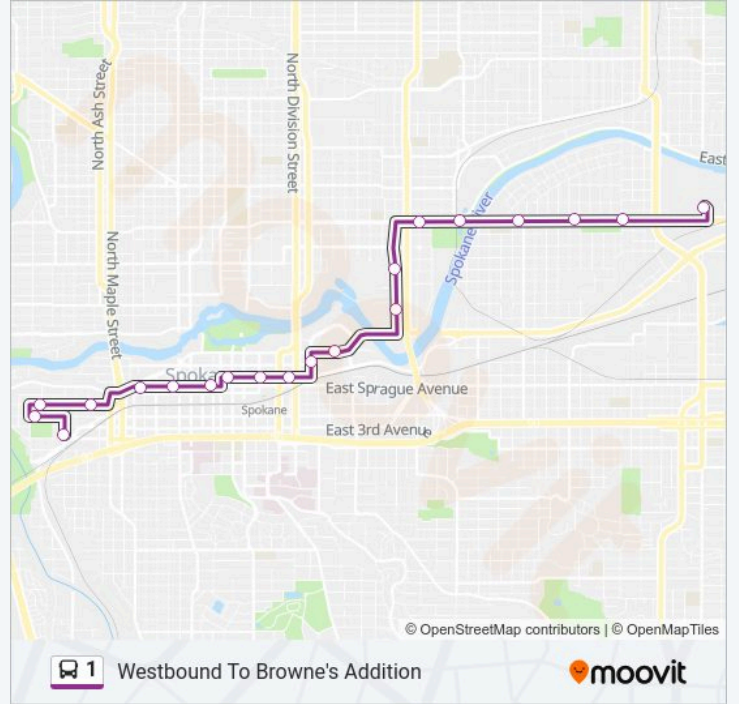 North Ash Street
North Division Street
East
Spokane River
North Maple Street
Spoka
East Sprague Avenue
Spokane
East 3rd Avenue
© OpenStreetMap contributors | © OpenMapTiles
1 Westbound To Browne's Addition
moovit